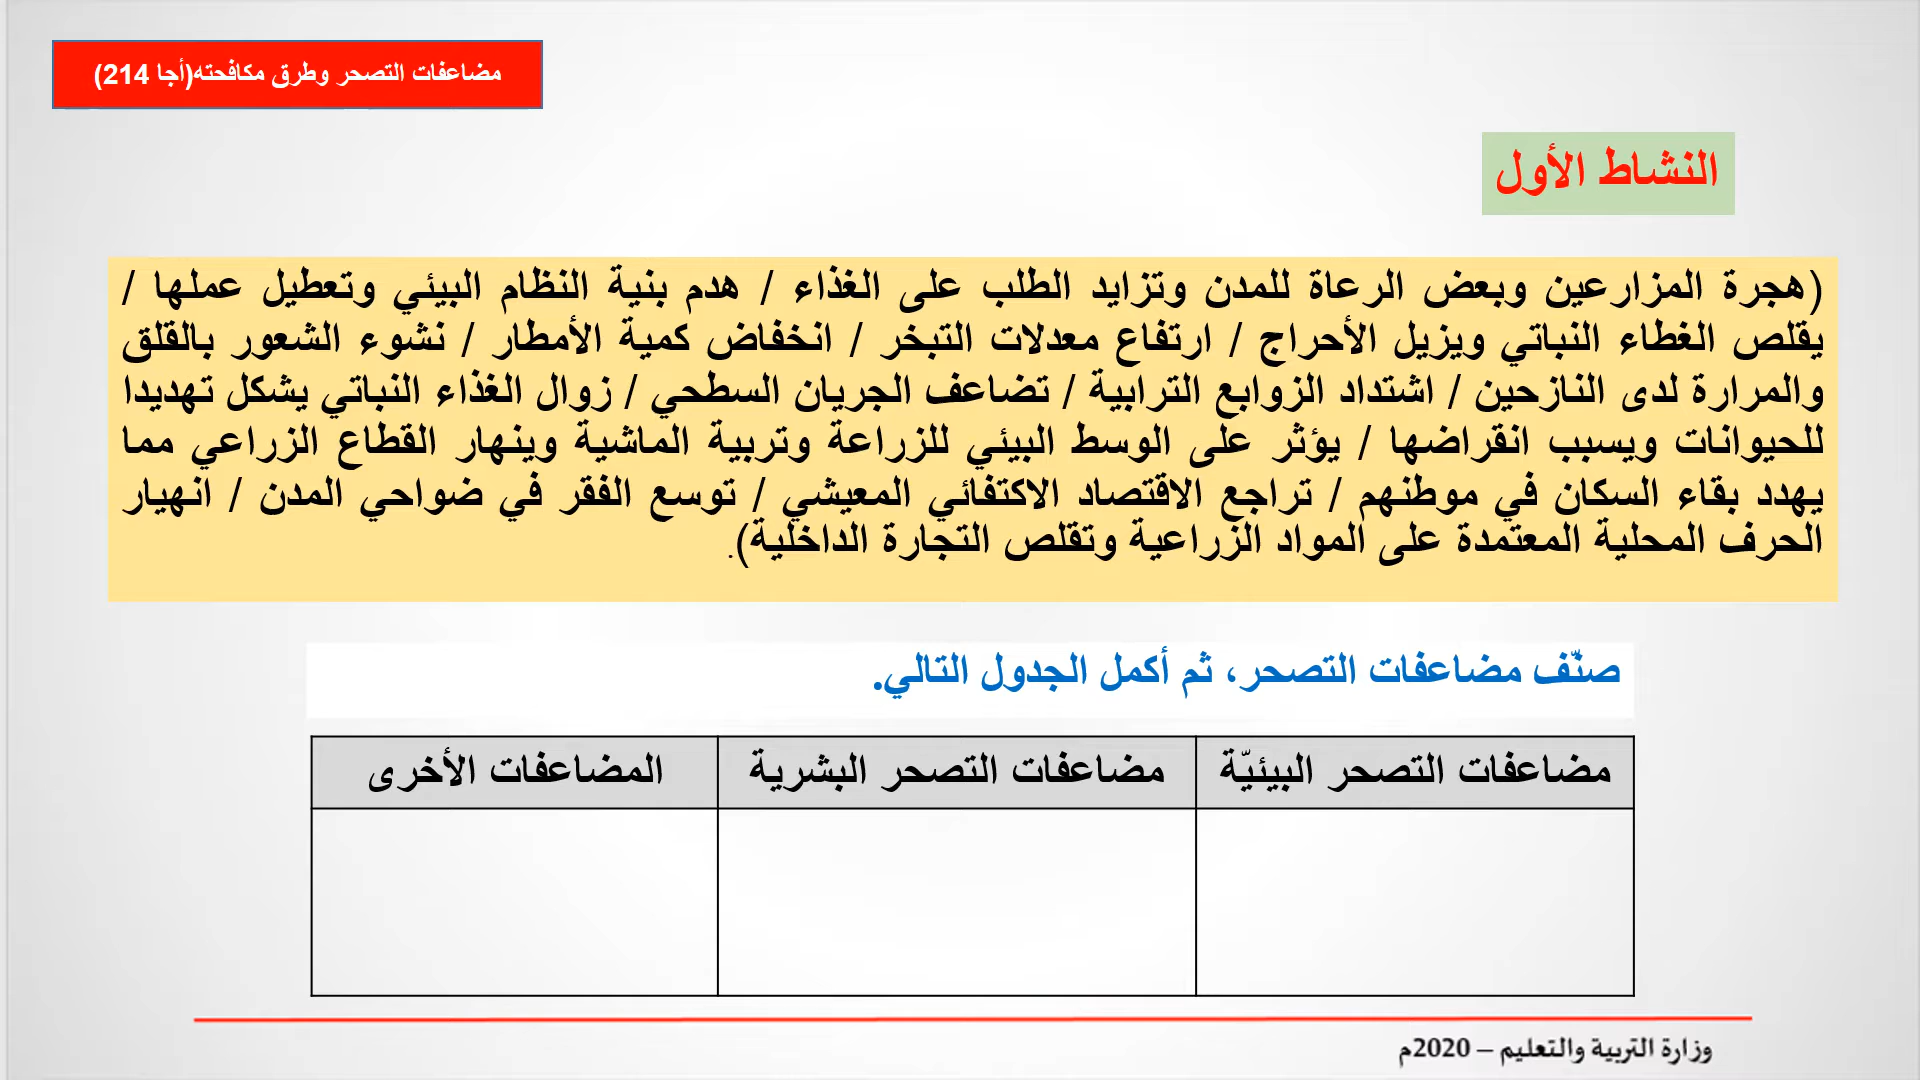 مضاعفات التصحر وطرق مكافحته(أجا 214)
النشاط الأول
(هجرة المزارعين وبعض الرعاة للمدن وتزايد الطلب على الغذاء / هدم بنية النظام البيئي وتعطيل عملها /
يقلص الغطاء النباتي ويزيل الأحراج / ارتفاع معدلات التبخر / انخفاض كمية الأمطار / نشوء الشعور بالقلق
والمرارة لدى النازحين / اشتداد الزوابع الترابية / تضاعف الجريان السطحي / زوال الغذاء النباتي يشكل تهديدا
للحيوانات ويسبب انقراضها / يؤثر على الوسط البيئي للزراعة وتربية الماشية وينهار القطاع الزراعي مما
يهدد بقاء السكان في موطنهم / تراجع الاقتصاد الاكتفائي المعيشي / توسع الفقر في ضواحي المدن / انهيار
الحرف المحلية المعتمدة على المواد الزراعية وتقلص التجارة الداخلية).
صنّف مضاعفات التصحر، ثم أكمل الجدول التالي.
مضاعفات التصحر البيئيّة
مضاعفات التصحر البشرية
المضاعفات الأخرى
وزارة التربية والتعليم – 2020م